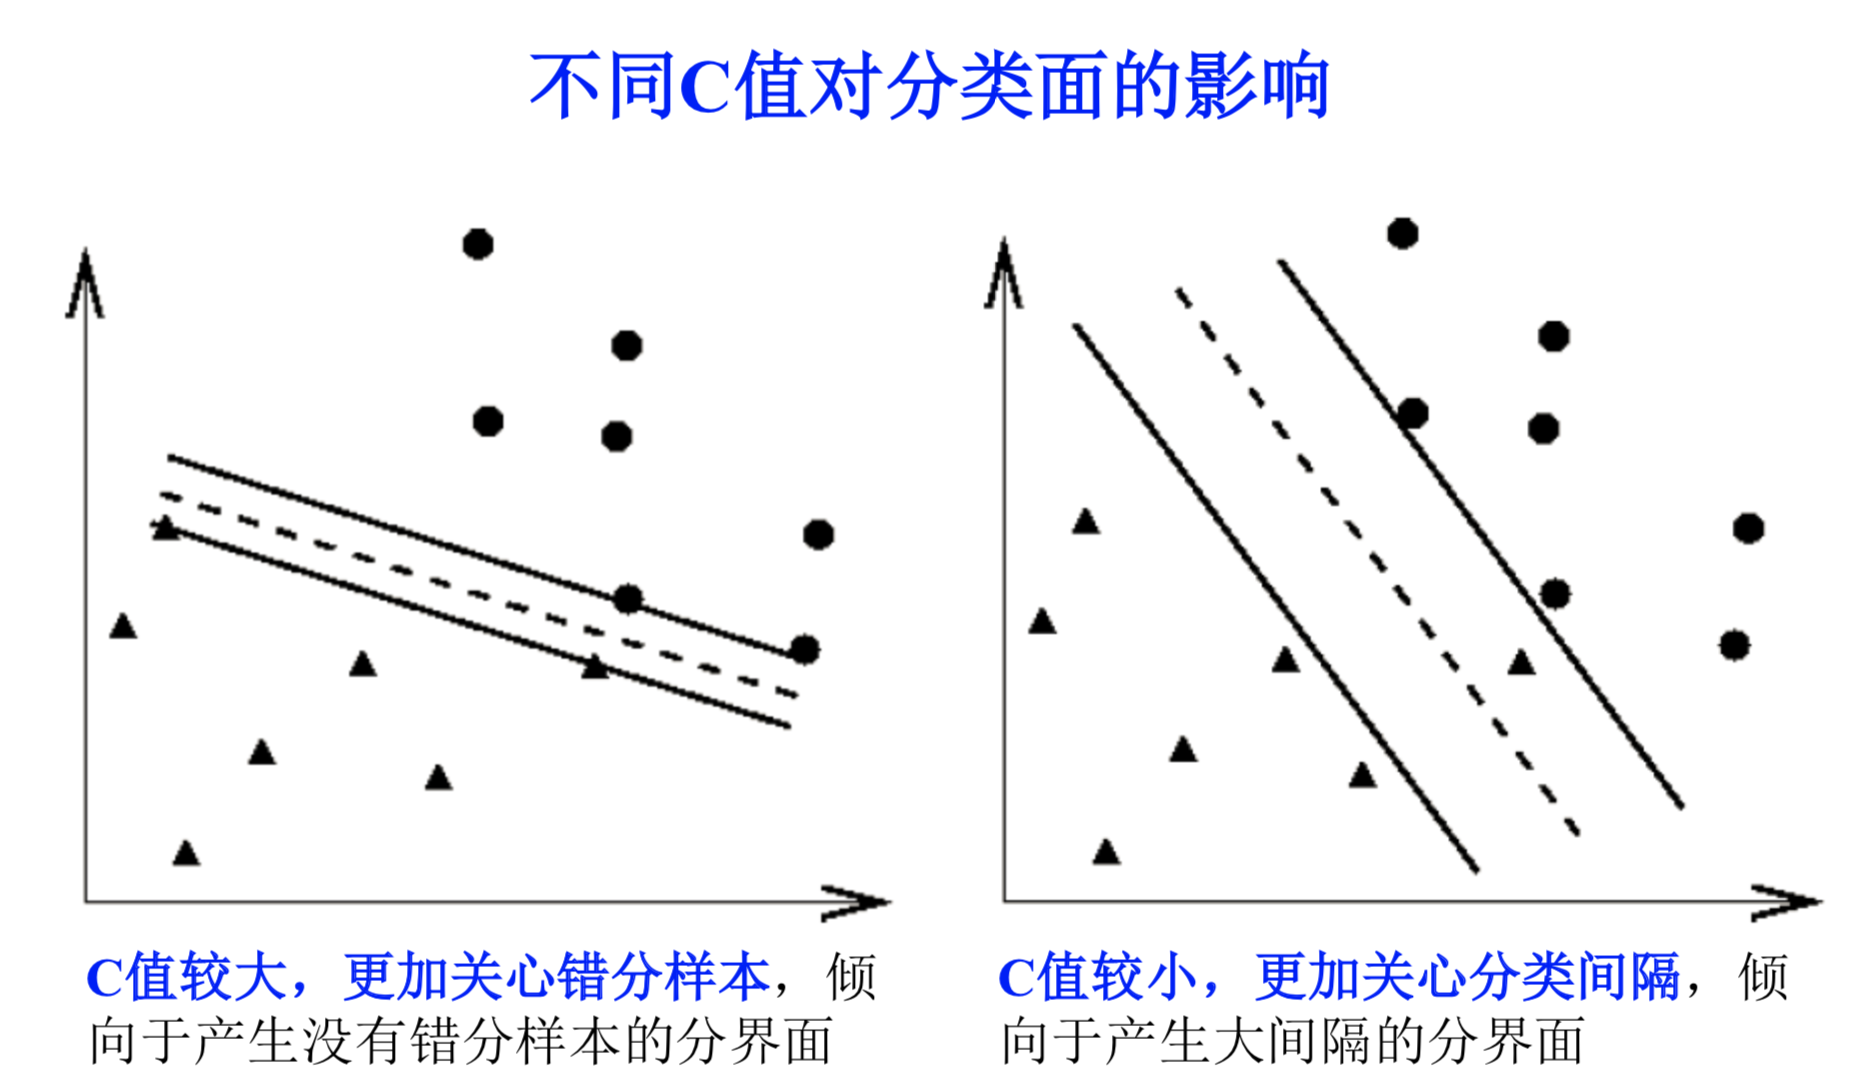 不同C值对分类面的影响
C值较大，更加关心错分样本，倾
向于产生没有错分样本的分界面
C值较小，更加关心分类间隔，倾
向于产生大间隔的分界面